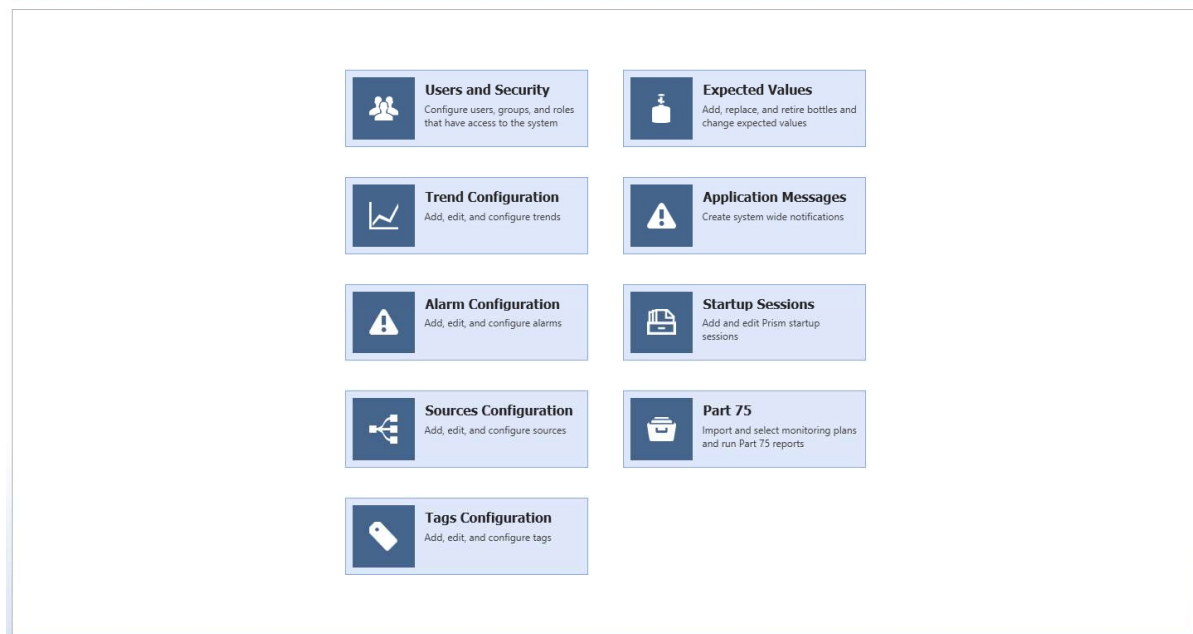 Users and Security
Configure users, groups, and roles
that have access to the system
Expected Values
Add, replace, and retire bottles and
change expected values
Trend Configuration
Add, edit, and configure trends
Application Messages
Create system wide notifications
Alarm Configuration
Add, edit, and configure alarms
Startup Sessions
Add and edit Prism startup
sessions
Sources Configuration
Add, edit, and configure sources
Part 75
Import and select monitoring plans
and run Part 75 reports
Tags Configuration
Add, edit, and configure tags